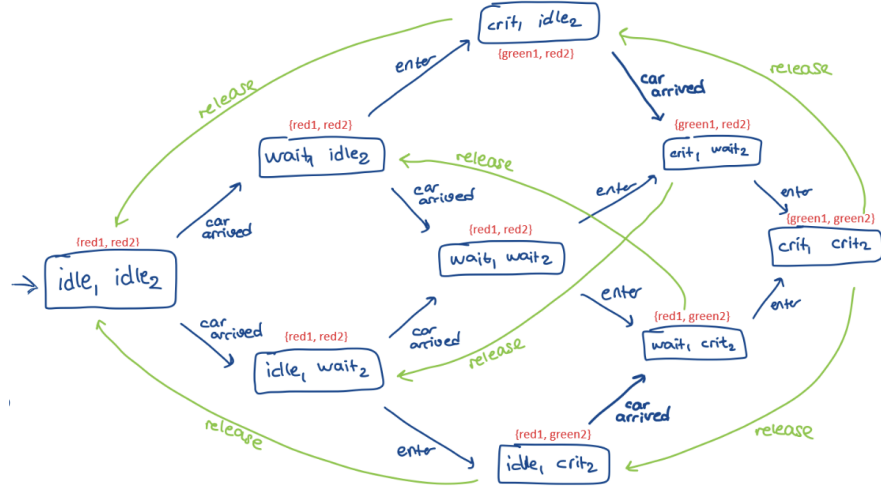 crit₁ idle₂
{green1, red2}
enter
release
car
arrived
release
{red1, red2}
wait₁ idle₂
release
{green1, red2}
crit₁ wait₂
car
arrived
enter
enter
car
arrived
{red1, red2}
wait₁ wait₂
{green1, green2}
crit₁ crit₂
{red1, red2}
idle₁ idle₂
enter
enter
{red1, green2}
wait₁ crit₂
car
arrived
{red1, red2}
idle₁ wait₂
car
arrived
release
car
arrived
release
release
enter
{red1, green2}
idle₁ crit₂